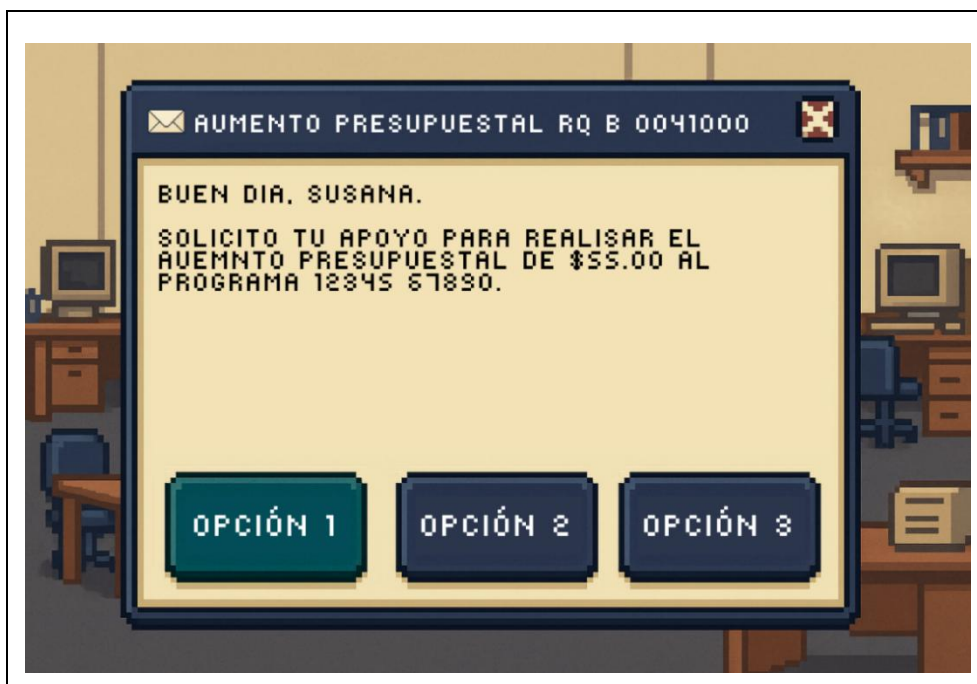 AUMENTO PRESUPUESTAL RQ B 0041000
BUEN DIA, SUSANA.
SOLICITO TU APOYO PARA REALISAR EL
AUEMNTO PRESUPUESTAL DE $55.00 AL
PROGRAMA 12345 67890.
OPCIÓN 1
OPCIÓN 2
OPCIÓN 3